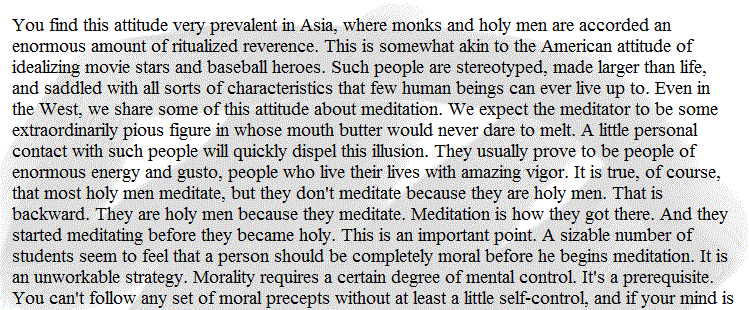 You find this attitude very prevalent in Asia, where monks and holy men are accorded an
enormous amount of ritualized reverence. This is somewhat akin to the American attitude of
idealizing movie stars and baseball heroes. Such people are stereotyped, made larger than life,
and saddled with all sorts of characteristics that few human beings can ever live up to. Even in
the West, we share some of this attitude about meditation. We expect the meditator to be some
extraordinarily pious figure in whose mouth butter would never dare to melt. A little personal
contact with such people will quickly dispel this illusion. They usually prove to be people of
enormous energy and gusto, people who live their lives with amazing vigor. It is true, of course,
that most holy men meditate, but they don't meditate because they are holy men. That is
backward. They are holy men because they meditate. Meditation is how they got there. And they
started meditating before they became holy. This is an important point. A sizable number of
students seem to feel that a person should be completely moral before he begins meditation. It is
an unworkable strategy. Morality requires a certain degree of mental control. It's a prerequisite.
You can't follow any set of moral precepts without at least a little self-control, and if your mind is